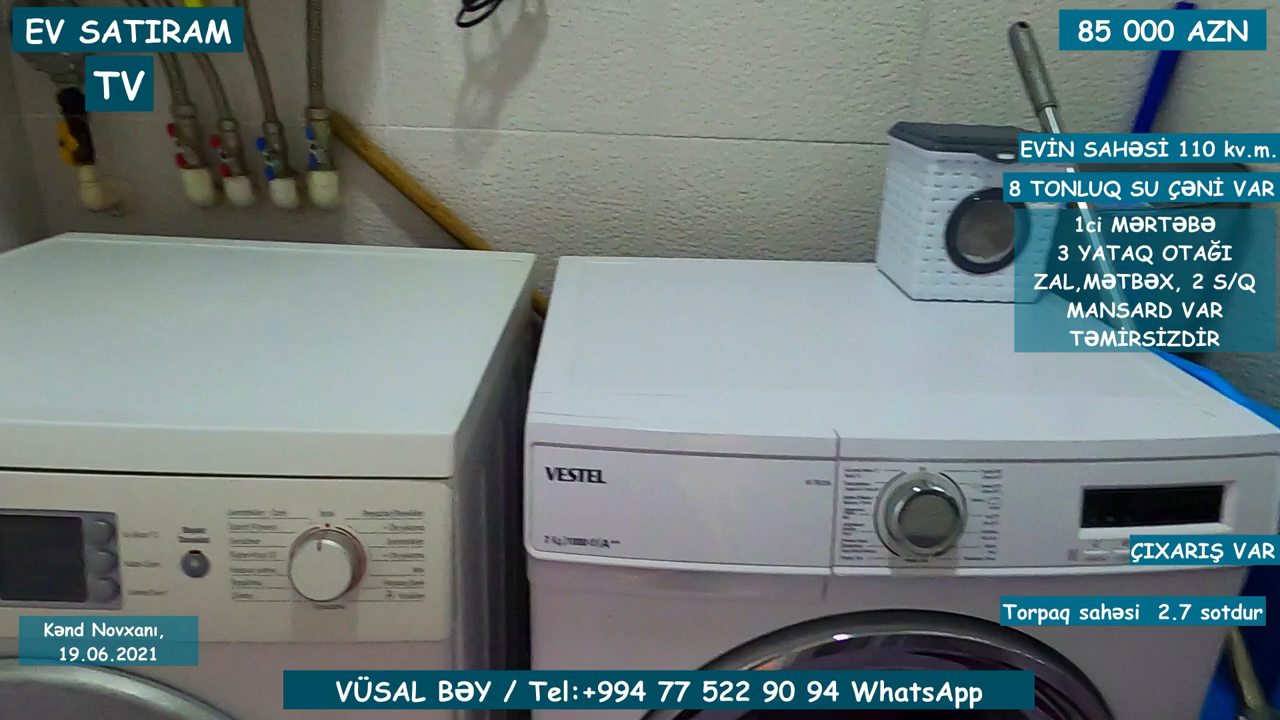 EV SATIRAM
TV
85 000 AZN
EVİN SAHƏSİ 110 kv.m.
8 TONLUQ SU ÇƏNİ VAR
1ci MƏRTƏBƏ
3 YATAQ OTAĞI
ZAL,MƏTBƏX, 2 S/Q
MANSARD VAR
TƏMİRSİZDİR
VESTEL
ÇIXARIŞ VAR
Torpaq sahəsi 2.7 sotdur
Kənd Novxanı,
19.06.2021
VÜSAL BƏY / Tel:+994 77 522 90 94 WhatsApp